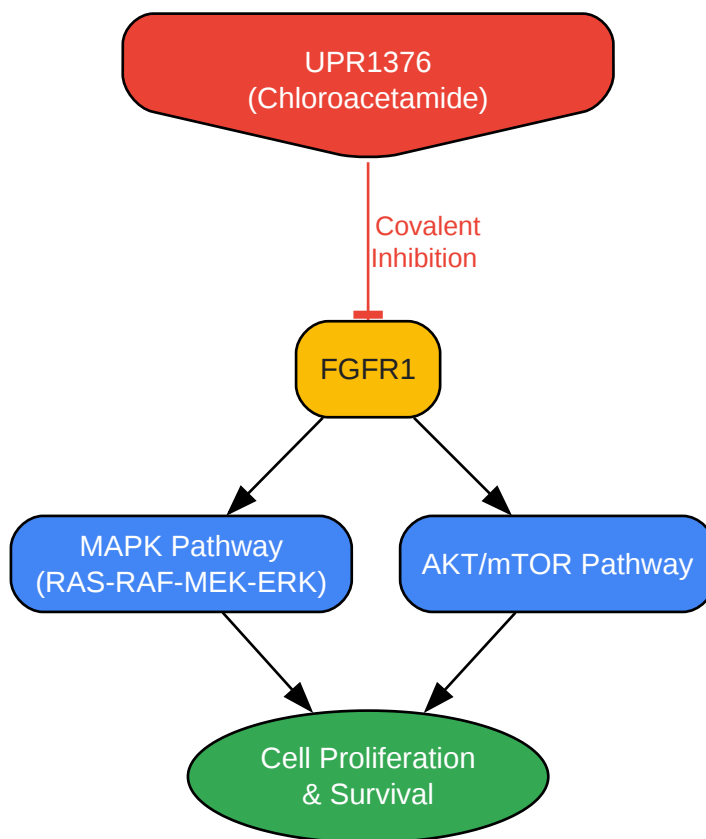 UPR1376
(Chloroacetamide)
Covalent
Inhibition
FGFR1
MAPK Pathway
(RAS-RAF-MEK-ERK)
AKT/mTOR Pathway
Cell Proliferation
& Survival